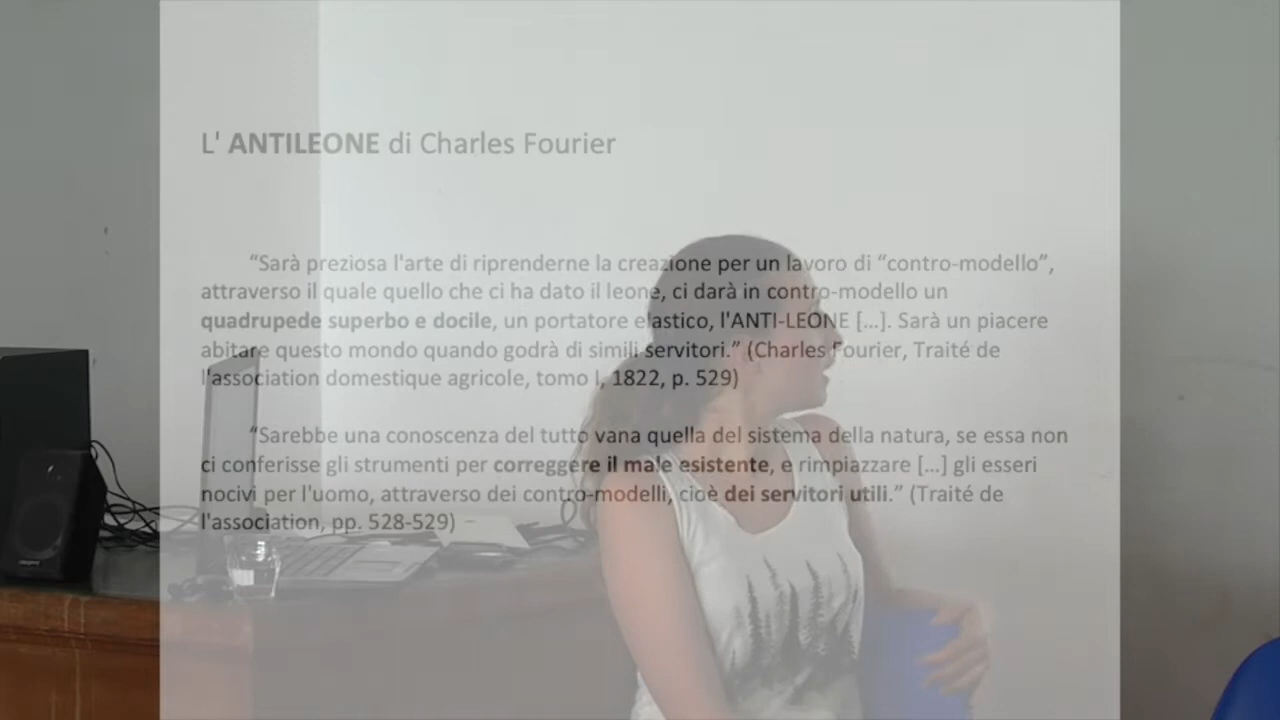 L' ANTILEONE di Charles Fourier
“Sarà preziosa l'arte di riprenderne la creazione per un lavoro di “contro-modello”,
attraverso il quale quello che ci ha dato il leone, ci darà in contro-modello un
quadrupede superbo e docile, un portatore elastico, l'ANTI-LEONE [...]. Sarà un piacere
abitare questo mondo quando godrà di simili servitori.” (Charles Fourier, Traité de
l'association domestique agricole, tomo I, 1822, p. 529)
“Sarebbe una conoscenza del tutto vana quella del sistema della natura, se essa non
ci conferisse gli strumenti per correggere il male esistente, e rimpiazzare [...] gli esseri
nocivi per l'uomo, attraverso dei contro-modelli, cioè dei servitori utili.” (Traité de
l'association, pp. 528-529)